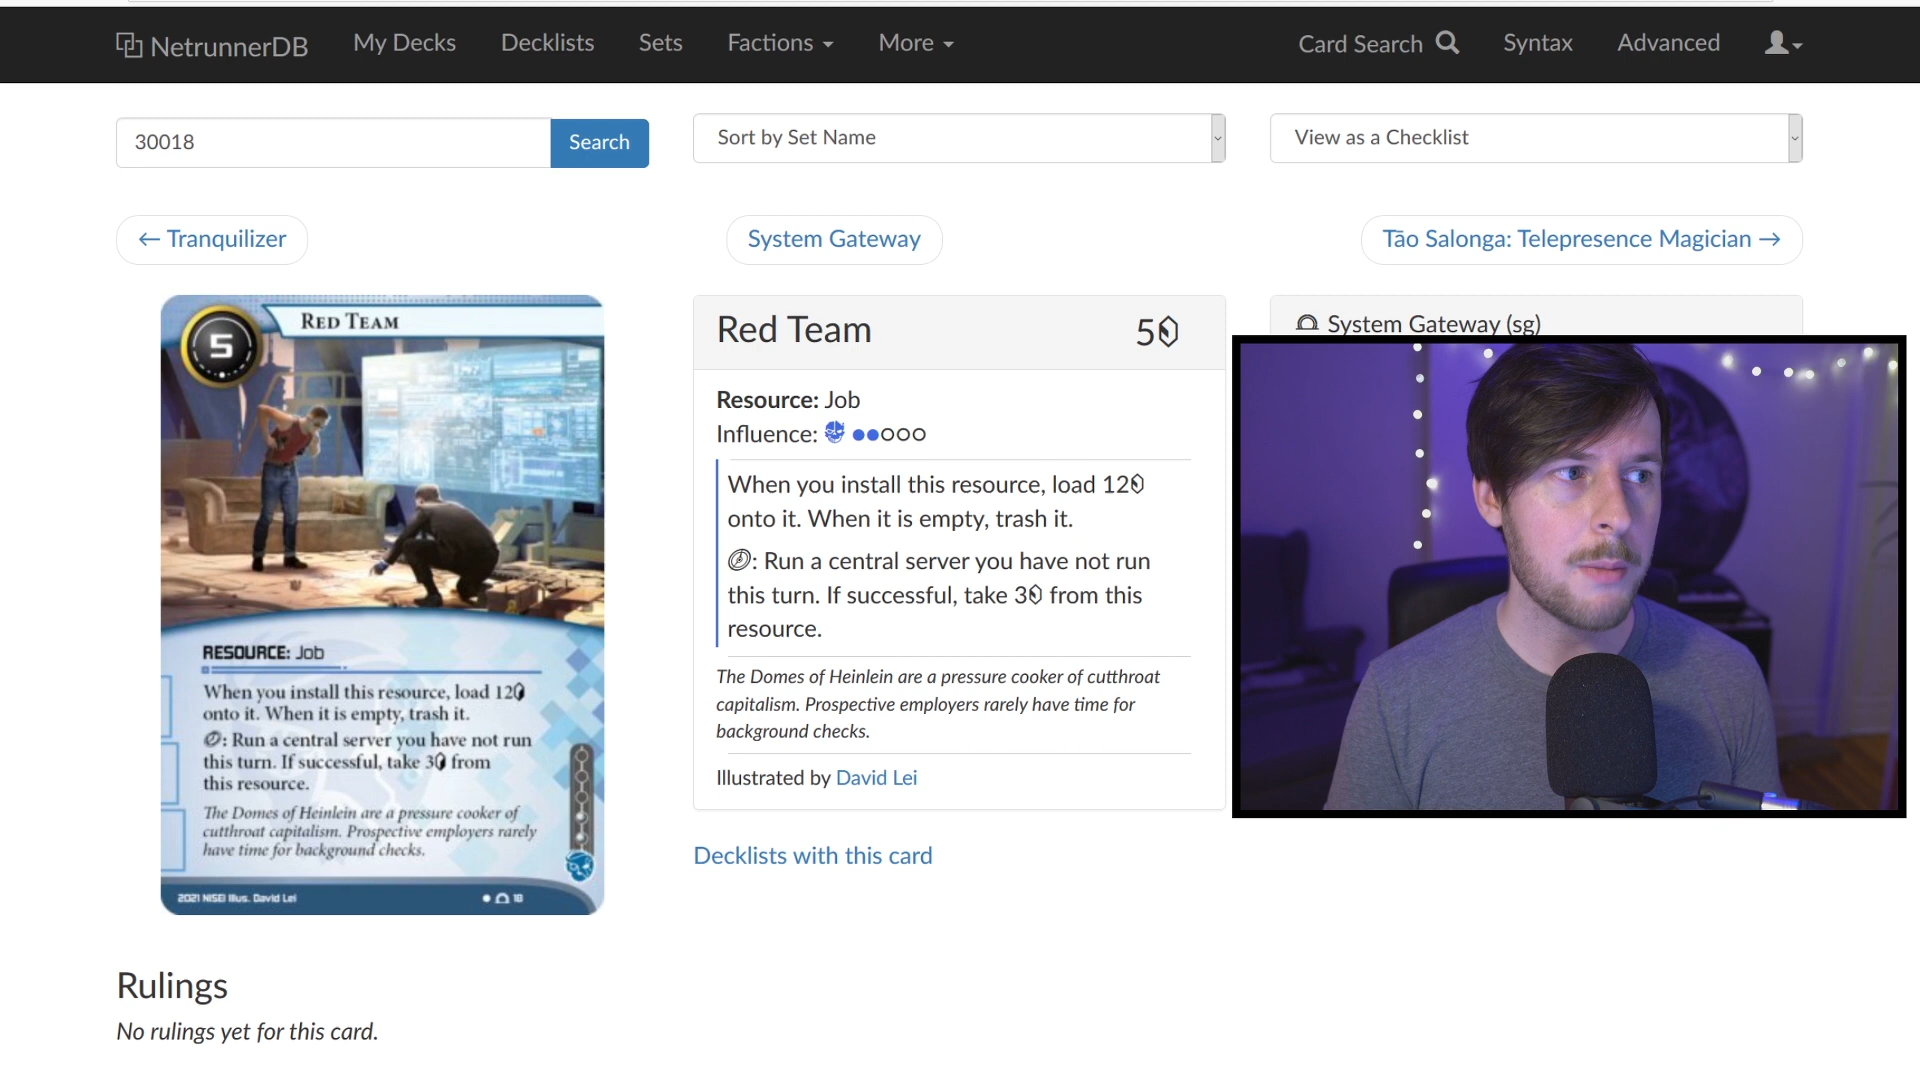 NetrunnerDB My Decks Decklists Sets Factions More Card Search Syntax Advanced
30018 Search Sort by Set Name View as a Checklist
← Tranquilizer System Gateway Tāo Salonga: Telepresence Magician →
5 RED TEAM
RESOURCE: Job
When you install this resource, load 12
onto it. When it is empty, trash it.
: Run a central server you have not run
this turn. If successful, take 3 from
this resource.
The Domes of Heinlein are a pressure cooker of
cutthroat capitalism. Prospective employers rarely
have time for background checks.
2021 NISEI Illus. David Lei 18
Red Team 5
Resource: Job
Influence:
When you install this resource, load 12
onto it. When it is empty, trash it.
: Run a central server you have not run
this turn. If successful, take 3 from this
resource.
The Domes of Heinlein are a pressure cooker of cutthroat
capitalism. Prospective employers rarely have time for
background checks.
Illustrated by David Lei
Decklists with this card
System Gateway (sg)
Rulings
No rulings yet for this card.